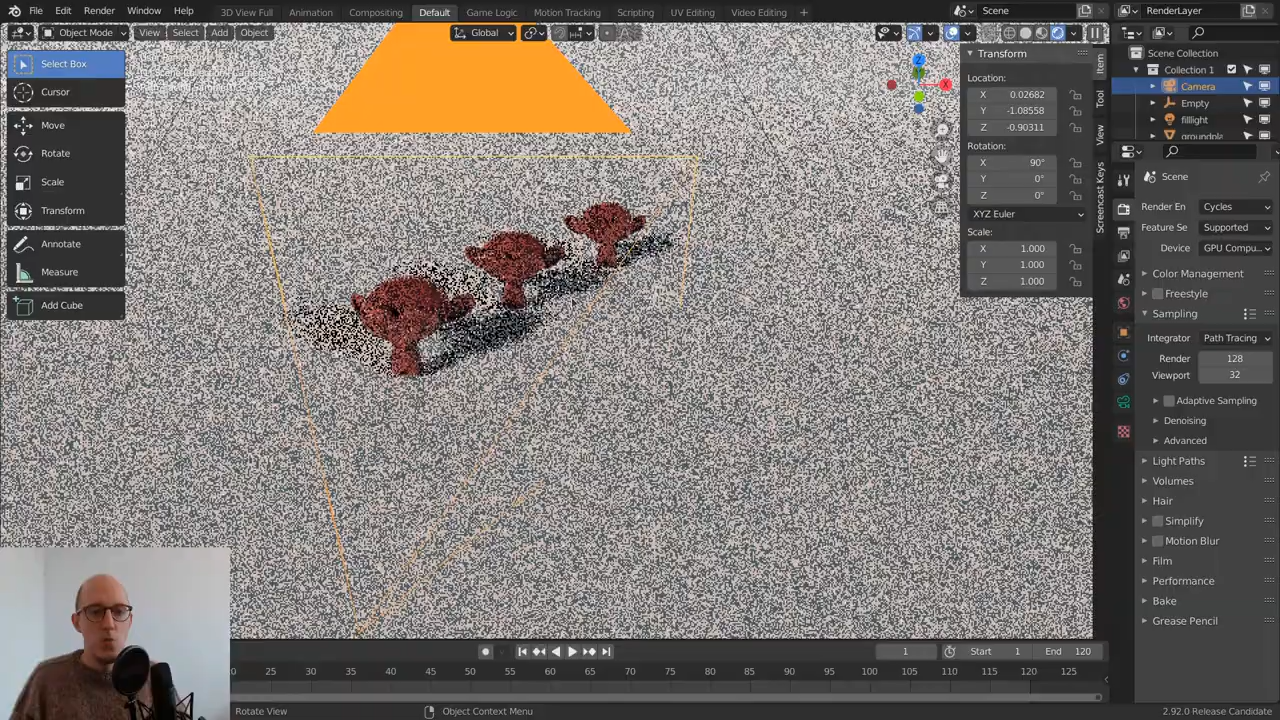 File Edit Render Window Help
3D View Full Animation Compositing Default Game Logic Motion Tracking Scripting UV Editing Video Editing +
Scene
RenderLayer
Object Mode View Select Add Object
Global
Select Box
Cursor
Move
Rotate
Scale
Transform
Annotate
Measure
Add Cube
Z
X
Transform
Location:
X 0.02682
Y -1.08558
Z -0.90311
Rotation:
X 90°
Y 0°
Z 0°
XYZ Euler
Scale:
X 1.000
Y 1.000
Z 1.000
Item
Tool
View
Screencast Keys
Scene Collection
Collection 1
Camera
Empty
filllight
groundpla
Scene
Render En Cycles
Feature Se Supported
Device GPU Compu...
Color Management
Freestyle
Sampling
Integrator Path Tracing
Render 128
Viewport 32
Adaptive Sampling
Denoising
Advanced
Light Paths
Volumes
Hair
Simplify
Motion Blur
Film
Performance
Bake
Grease Pencil
1 Start 1 End 120
20 25 30 35 40 45 50 55 60 65 70 75 80 85 90 95 100 105 110 115 120 125
Rotate View Object Context Menu 2.92.0 Release Candidate